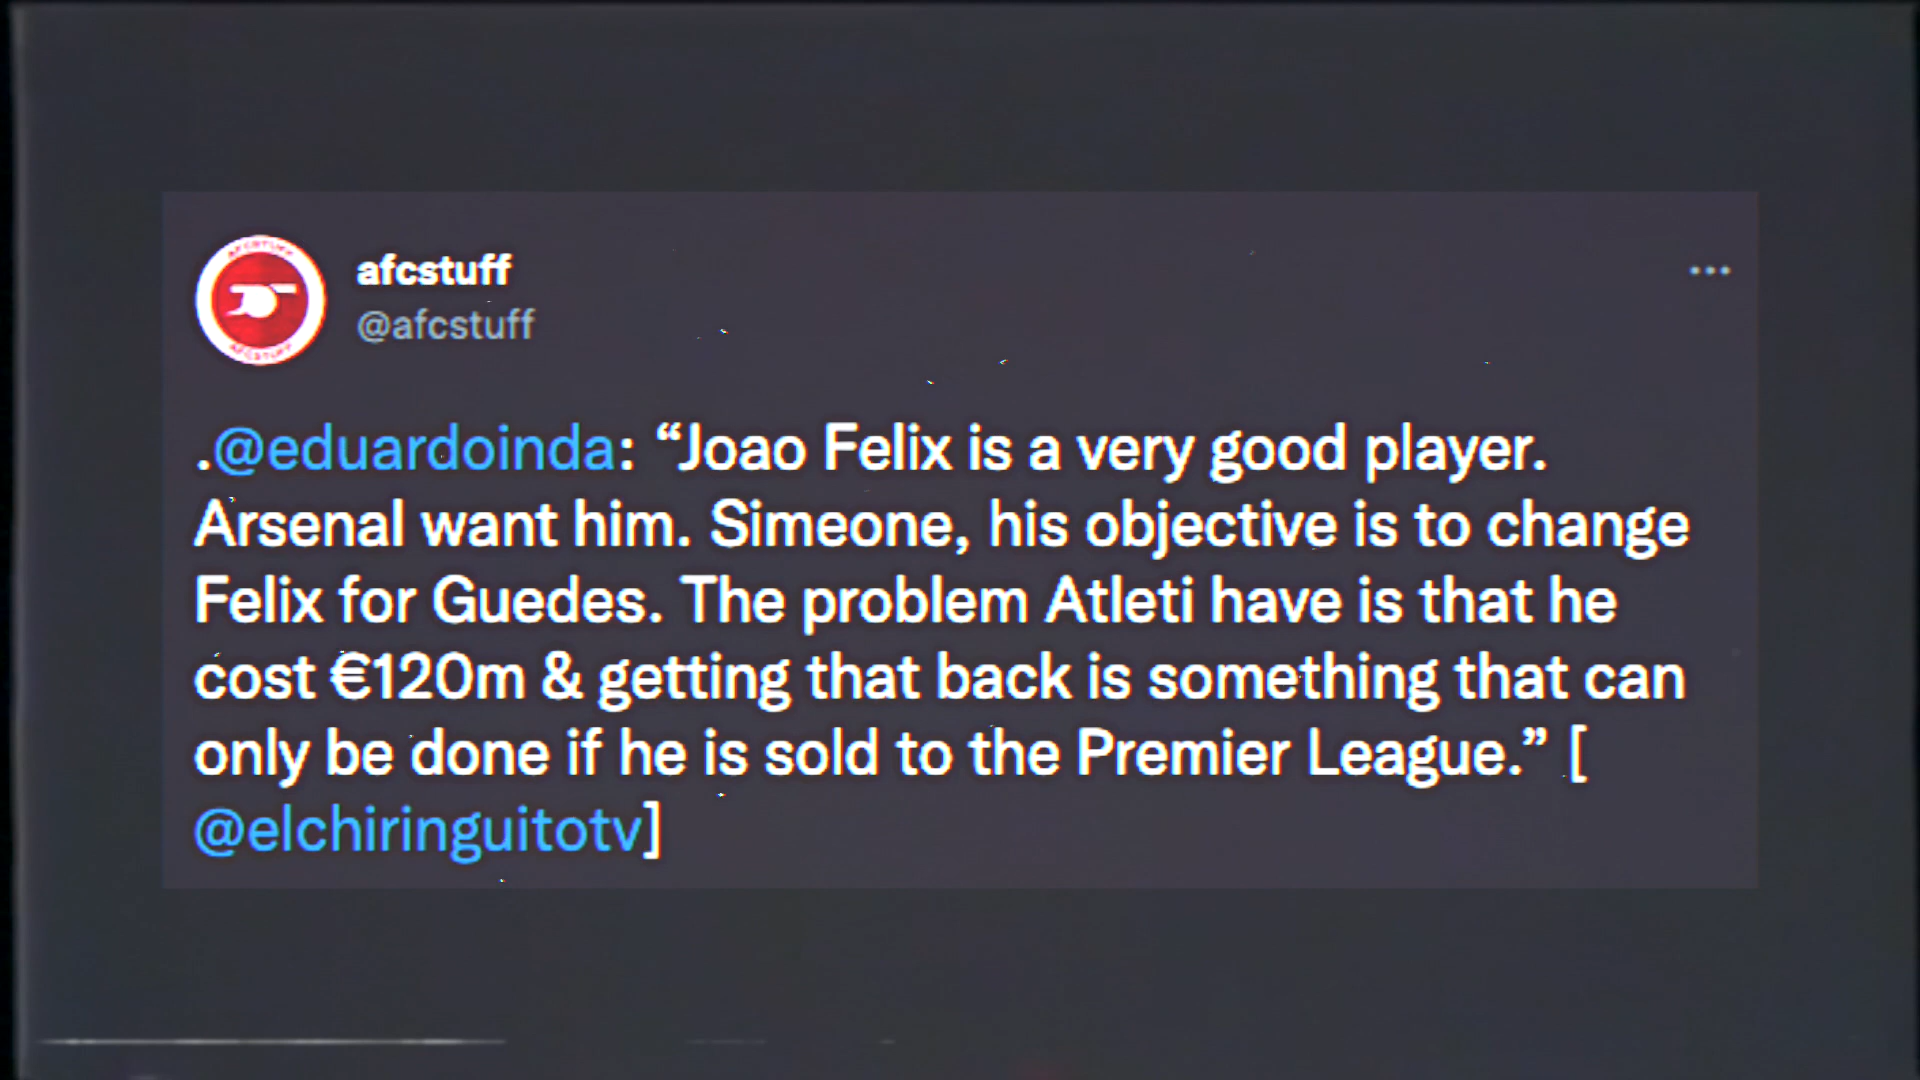 AFCSTUFF
afcstuff
@afcstuff
AFCSTUFF
.@eduardoinda: “Joao Felix is a very good player.
Arsenal want him. Simeone, his objective is to change
Felix for Guedes. The problem Atleti have is that he
cost €120m & getting that back is something that can
only be done if he is sold to the Premier League.” [
@elchiringuitotv]